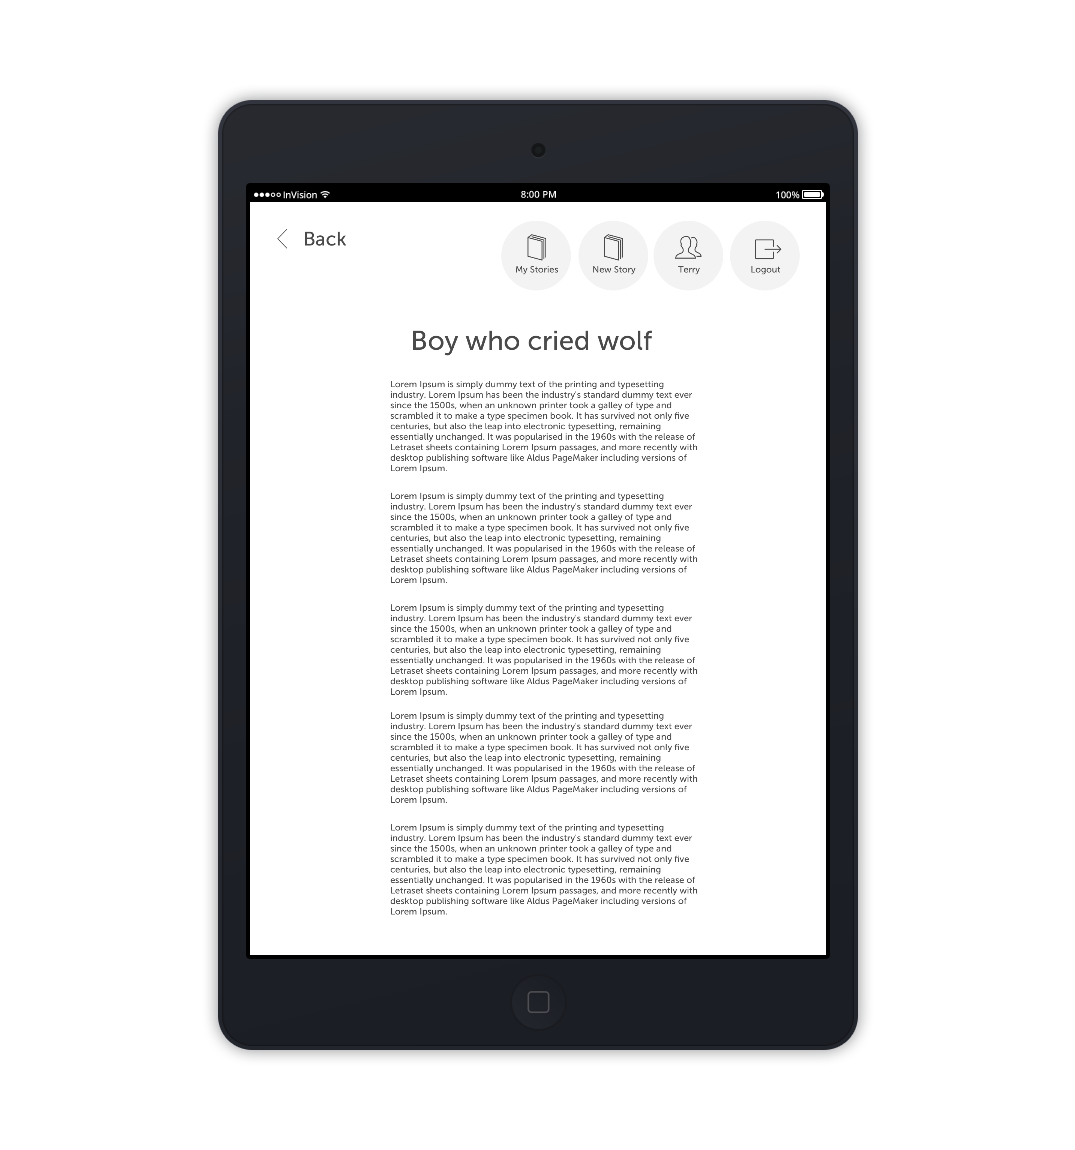 InVision 8:00 PM 100%
Back
My Stories New Story Terry Logout
Boy who cried wolf
Lorem Ipsum is simply dummy text of the printing and typesetting
industry. Lorem Ipsum has been the industry's standard dummy text ever
since the 1500s, when an unknown printer took a galley of type and
scrambled it to make a type specimen book. It has survived not only five
centuries, but also the leap into electronic typesetting, remaining
essentially unchanged. It was popularised in the 1960s with the release of
Letraset sheets containing Lorem Ipsum passages, and more recently with
desktop publishing software like Aldus PageMaker including versions of
Lorem Ipsum.
Lorem Ipsum is simply dummy text of the printing and typesetting
industry. Lorem Ipsum has been the industry's standard dummy text ever
since the 1500s, when an unknown printer took a galley of type and
scrambled it to make a type specimen book. It has survived not only five
centuries, but also the leap into electronic typesetting, remaining
essentially unchanged. It was popularised in the 1960s with the release of
Letraset sheets containing Lorem Ipsum passages, and more recently with
desktop publishing software like Aldus PageMaker including versions of
Lorem Ipsum.
Lorem Ipsum is simply dummy text of the printing and typesetting
industry. Lorem Ipsum has been the industry's standard dummy text ever
since the 1500s, when an unknown printer took a galley of type and
scrambled it to make a type specimen book. It has survived not only five
centuries, but also the leap into electronic typesetting, remaining
essentially unchanged. It was popularised in the 1960s with the release of
Letraset sheets containing Lorem Ipsum passages, and more recently with
desktop publishing software like Aldus PageMaker including versions of
Lorem Ipsum.
Lorem Ipsum is simply dummy text of the printing and typesetting
industry. Lorem Ipsum has been the industry's standard dummy text ever
since the 1500s, when an unknown printer took a galley of type and
scrambled it to make a type specimen book. It has survived not only five
centuries, but also the leap into electronic typesetting, remaining
essentially unchanged. It was popularised in the 1960s with the release of
Letraset sheets containing Lorem Ipsum passages, and more recently with
desktop publishing software like Aldus PageMaker including versions of
Lorem Ipsum.
Lorem Ipsum is simply dummy text of the printing and typesetting
industry. Lorem Ipsum has been the industry's standard dummy text ever
since the 1500s, when an unknown printer took a galley of type and
scrambled it to make a type specimen book. It has survived not only five
centuries, but also the leap into electronic typesetting, remaining
essentially unchanged. It was popularised in the 1960s with the release of
Letraset sheets containing Lorem Ipsum passages, and more recently with
desktop publishing software like Aldus PageMaker including versions of
Lorem Ipsum.